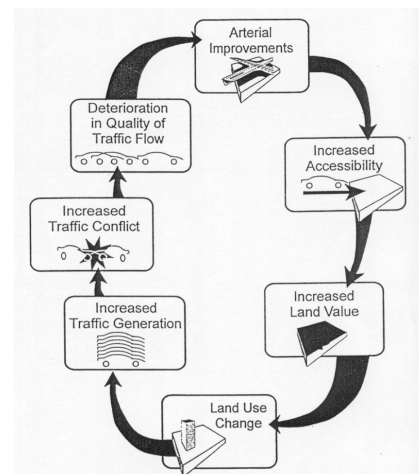 Arterial
Improvements
Increased
Accessibility
Increased
Land Value
Land Use
Change
Increased
Traffic Generation
Increased
Traffic Conflict
Deterioration
in Quality of
Traffic Flow